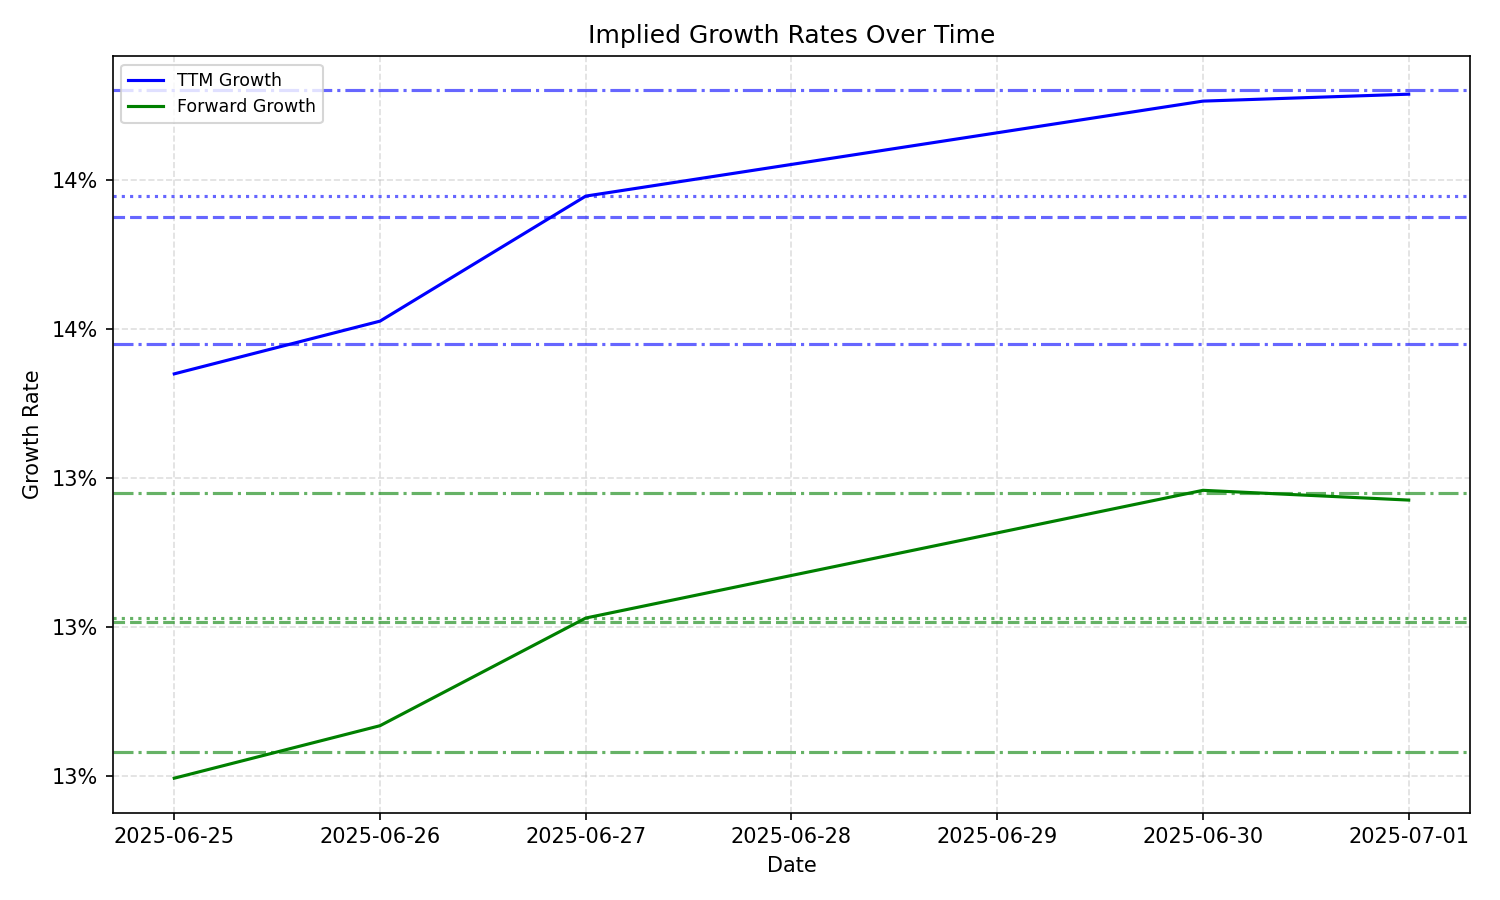 Implied Growth Rates Over Time
TTM Growth
Forward Growth
14%
14%
13%
13%
13%
Growth Rate
2025-06-25
2025-06-26
2025-06-27
2025-06-28
2025-06-29
2025-06-30
2025-07-01
Date